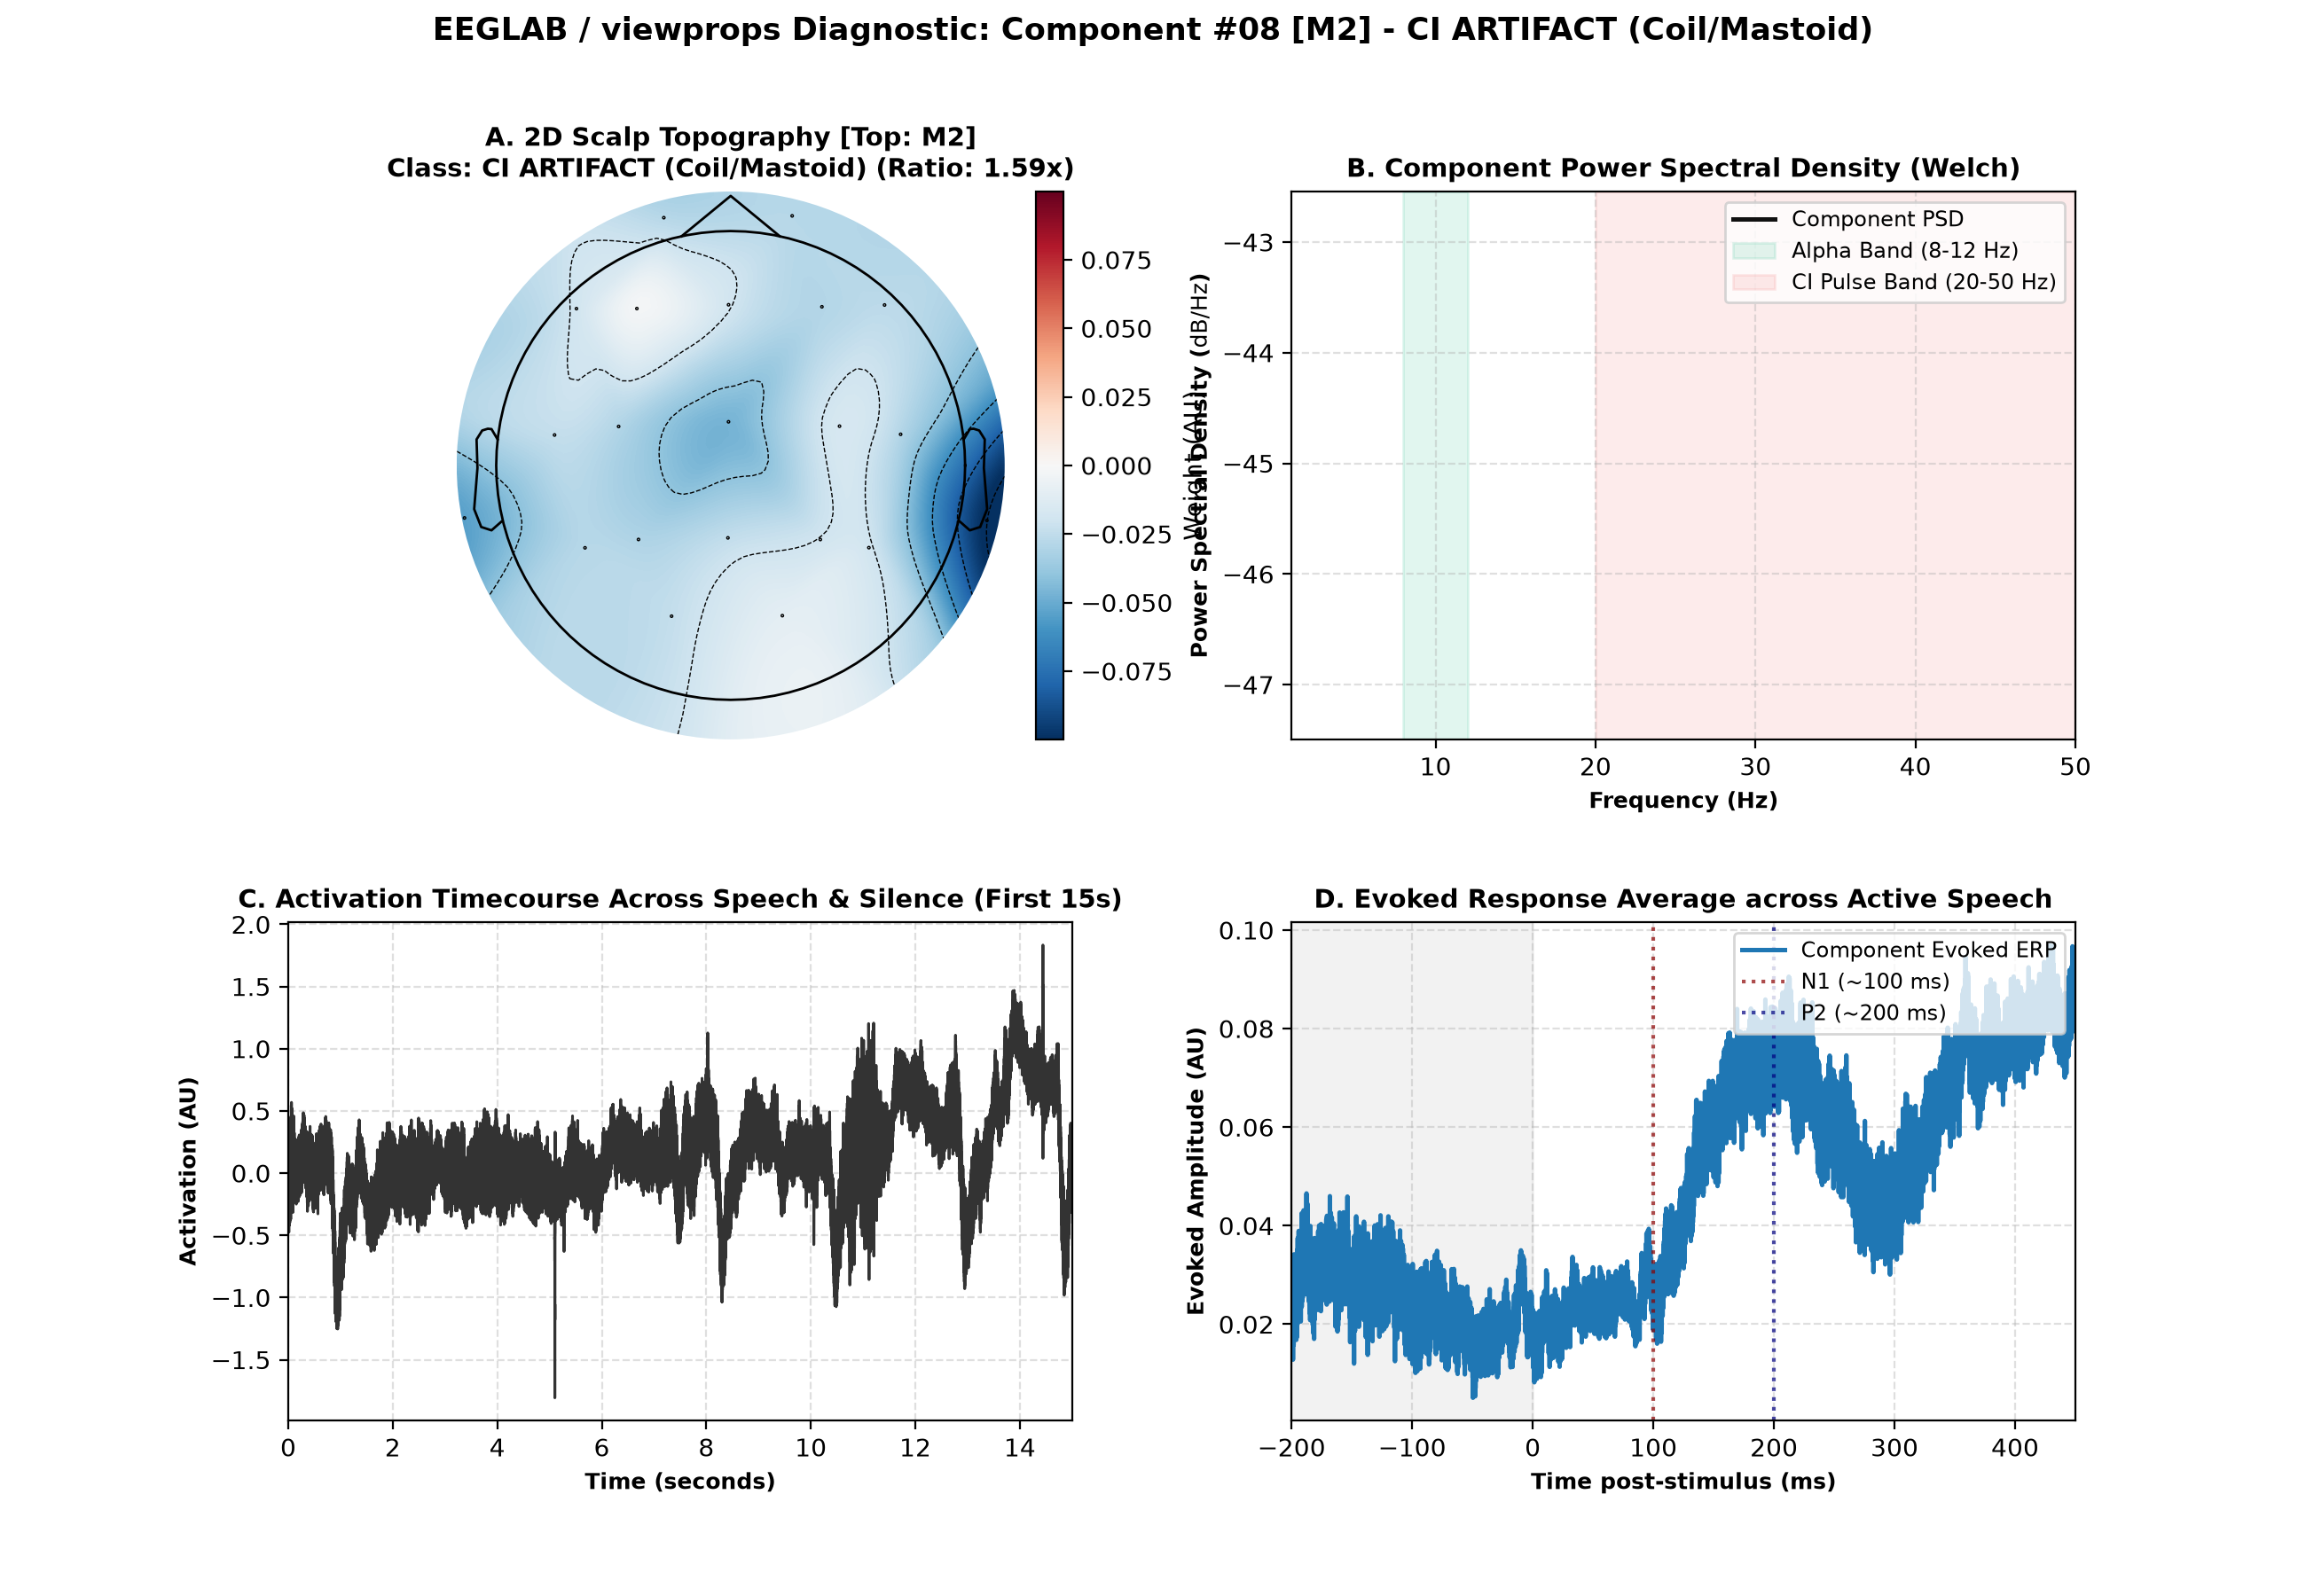 EEGLAB / viewprops Diagnostic: Component #08 [M2] - CI ARTIFACT (Coil/Mastoid)
A. 2D Scalp Topography [Top: M2]
Class: CI ARTIFACT (Coil/Mastoid) (Ratio: 1.59x)
0.075
0.050
0.025
0.000
−0.025
−0.050
−0.075
Weight (AU)
B. Component Power Spectral Density (Welch)
Power Spectral Density (dB/Hz)
−43
−44
−45
−46
−47
Component PSD
Alpha Band (8-12 Hz)
CI Pulse Band (20-50 Hz)
10 20 30 40 50
Frequency (Hz)
C. Activation Timecourse Across Speech & Silence (First 15s)
Activation (AU)
2.0
1.5
1.0
0.5
0.0
−0.5
−1.0
−1.5
0 2 4 6 8 10 12 14
Time (seconds)
D. Evoked Response Average across Active Speech
Evoked Amplitude (AU)
0.10
0.08
0.06
0.04
0.02
Component Evoked ERP
N1 (~100 ms)
P2 (~200 ms)
−200 −100 0 100 200 300 400
Time post-stimulus (ms)